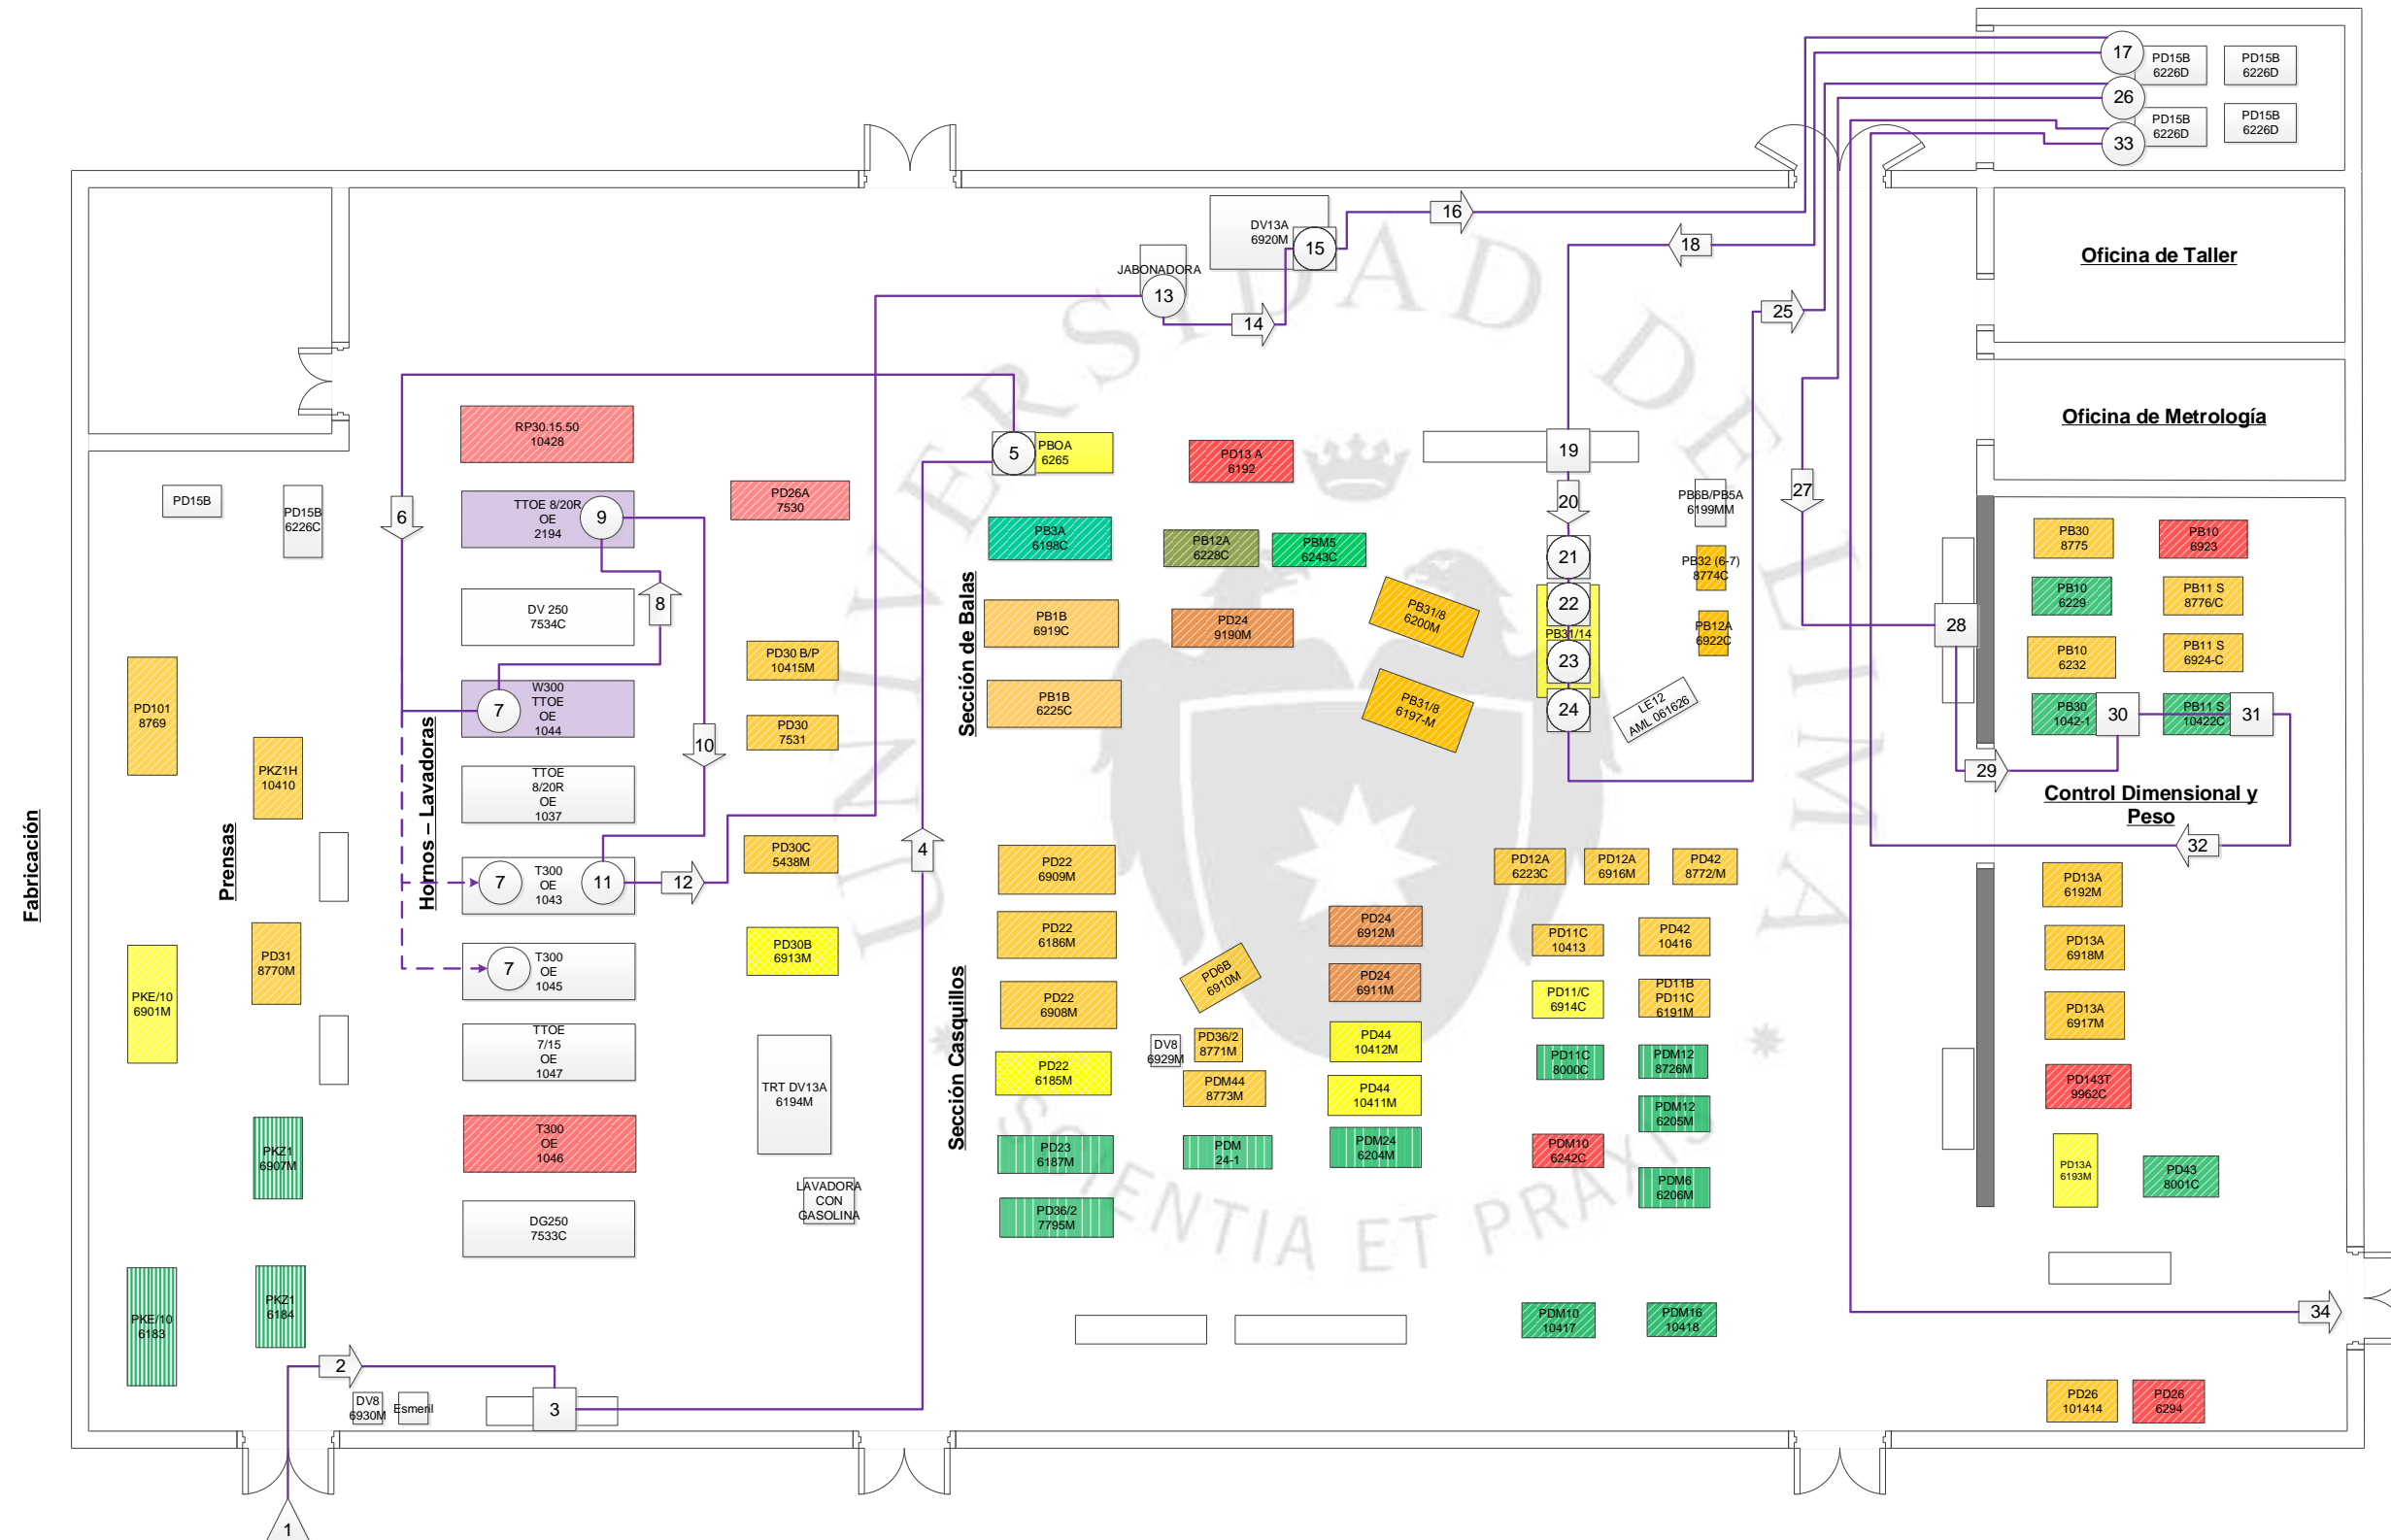 17
PD15B
6226D
PD15B
6226D
26
PD15B
6226D
PD15B
6226D
33
Oficina de Taller
Oficina de Metrología
UNIVERSIDAD DE LIMA
SCIENTIA ET PRAXIS
DV13A
6920M
15
16
18
JABONADORA
13
14
25
RP30.15.50
10428
5
PBOA
6265
PD13 A
6192
19
PD15B
PD15B
6226C
6
TTOE 8/20R
OE
2194
9
PD26A
7530
20
PB6B/PB5A
6199MM
27
PB3A
6198C
PB12A
6228C
PBM5
6243C
21
PB32 (6-7)
8774C
PB30
8775
PB10
6923
DV 250
7534C
8
22
PB10
6229
PB11 S
8776/C
PB1B
6919C
PD24
9190M
PB31/8
6200M
PB31/14
PB12A
6922C
28
Sección de Balas
PD30 B/P
10415M
23
PB10
6232
PB11 S
6924-C
PD101
8769
W300
TTOE
OE
1044
7
PB1B
6225C
PB31/8
6197-M
24
LE12
AML 061626
PB30
1042-1
30
PB11 S
10422C
31
PD30
7531
10
PKZ1H
10410
TTOE
8/20R
OE
1037
29
Control Dimensional y
Peso
Fabricación
Prensas
Hornos – Lavadoras
PD30C
5438M
4
32
PD22
6909M
PD12A
6223C
PD12A
6916M
PD42
8772/M
7
T300
OE
1043
11
12
PD13A
6192M
PD31
8770M
PD30B
6913M
PD22
6186M
PD24
6912M
PD11C
10413
PD42
10416
PD13A
6918M
7
T300
OE
1045
PD6B
6910M
PD24
6911M
PKE/10
6901M
PD22
6908M
PD11/C
6914C
PD11B
PD11C
6191M
PD13A
6917M
Sección Casquillos
TTOE
7/15
OE
1047
DV8
6929M
PD36/2
8771M
PD44
10412M
PD11C
8000C
PDM12
8726M
TRT DV13A
6194M
PD22
6185M
PDM44
8773M
PD44
10411M
PD143T
9962C
PDM12
6205M
PKZ1
6907M
T300
OE
1046
PD23
6187M
PDM
24-1
PDM24
6204M
PDM10
6242C
PD13A
6193M
PD43
8001C
LAVADORA
CON
GASOLINA
PDM6
6206M
DG250
7533C
PD36/2
7795M
PKE/10
6183
PKZ1
6184
PDM10
10417
PDM16
10418
34
2
DV8
6930M
Esmeril
3
PD26
101414
PD26
6294
1